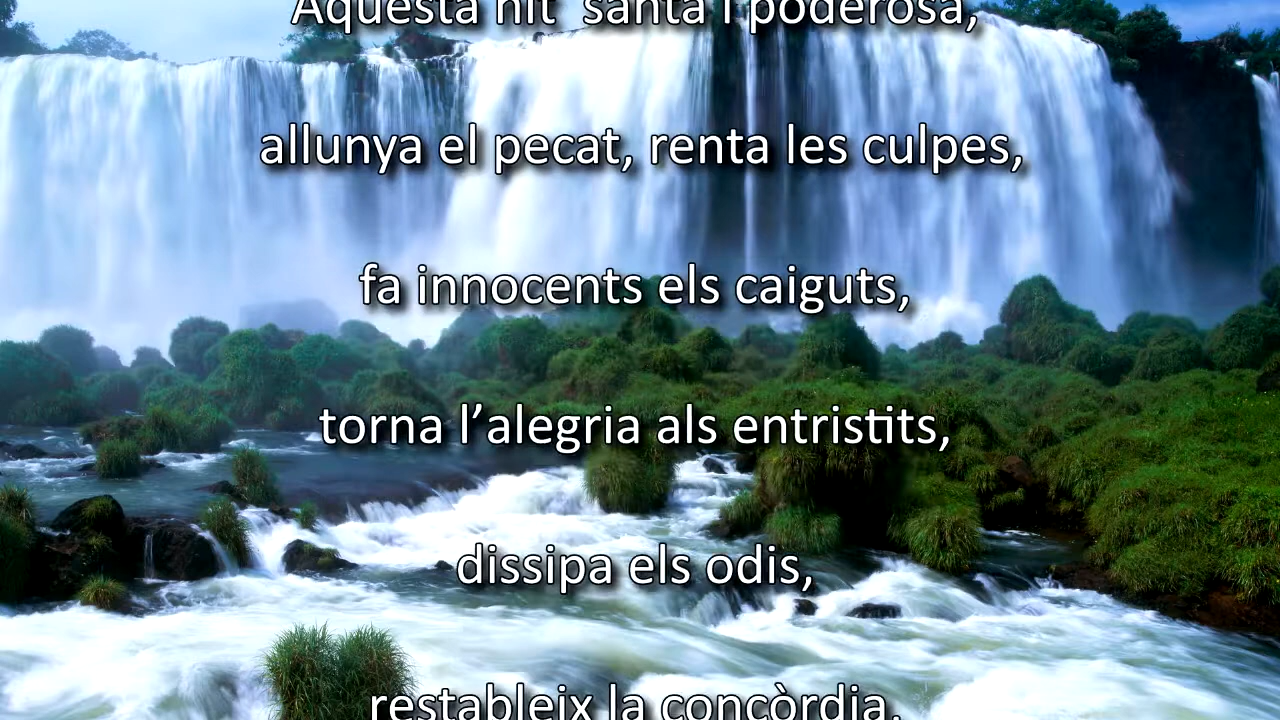 Aquesta nit santa i poderosa,
allunya el pecat, renta les culpes,
fa innocents els caiguts,
torna l’alegria als entristits,
dissipa els odis,
restableix la concòrdia.